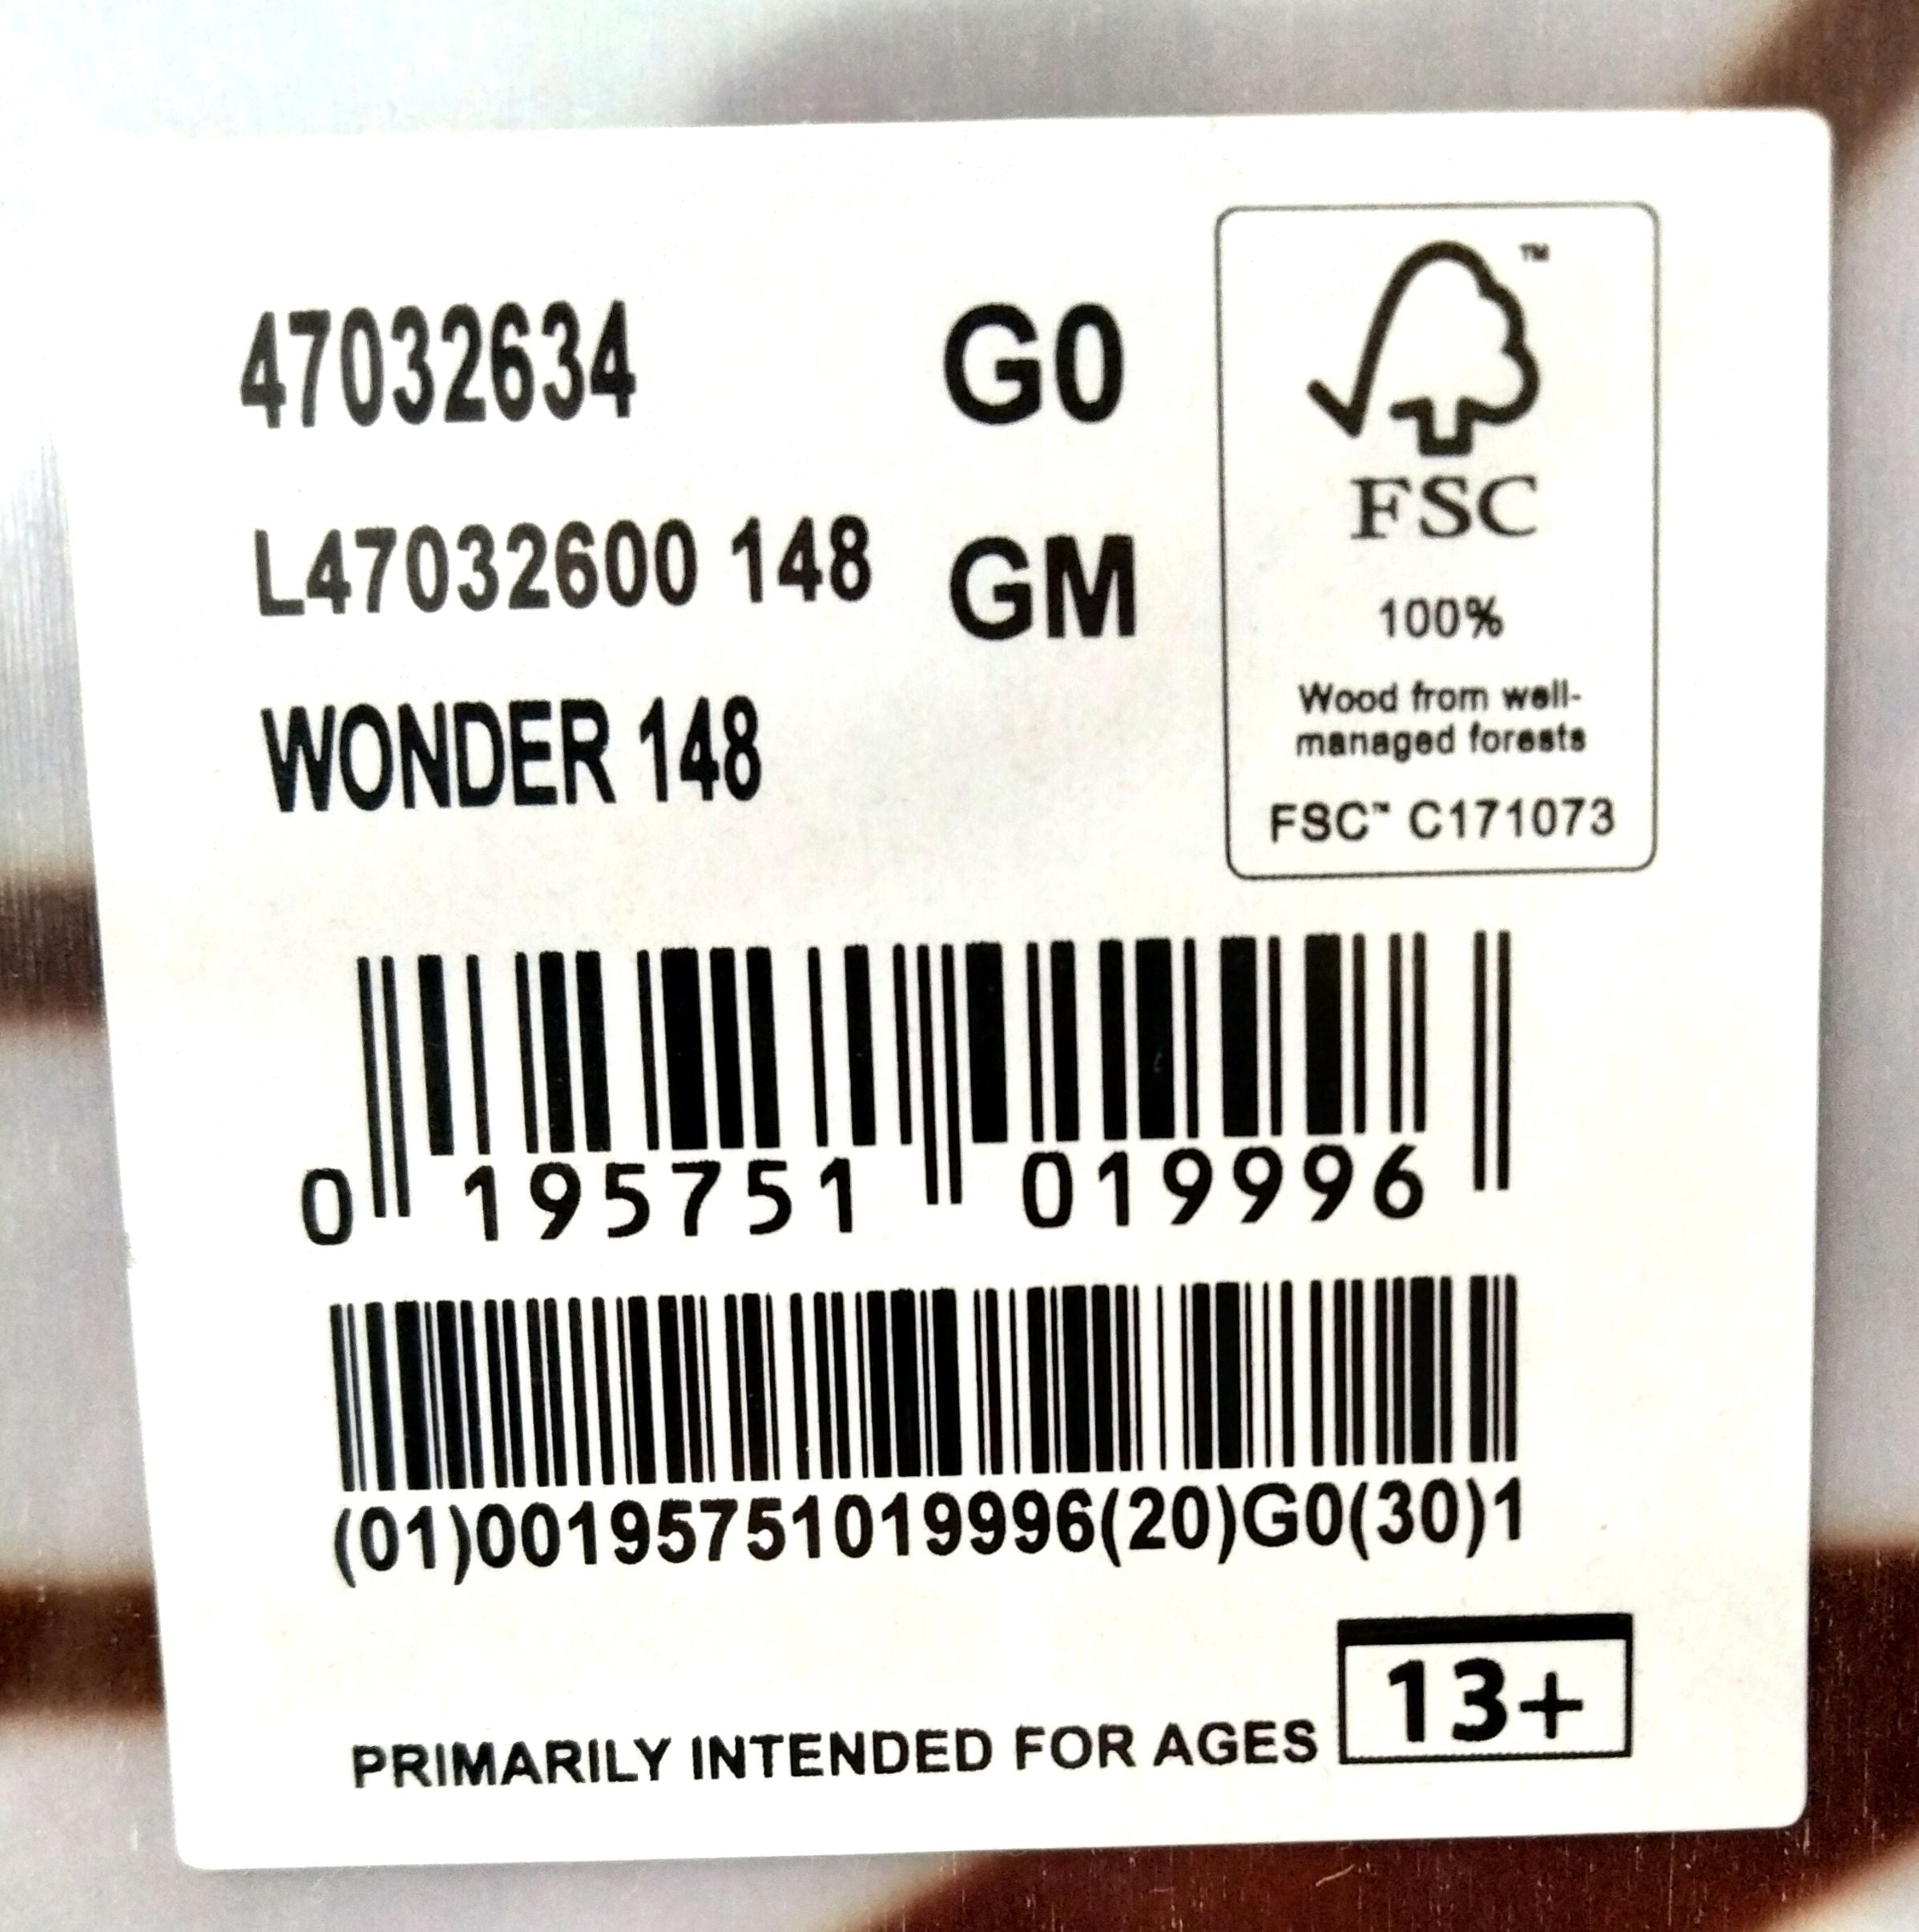 47032634 G0
L47032600 148 GM
WONDER 148
™
FSC
100%
Wood from well-
managed forests
FSC™ C171073
0 195751 019996
(01)00195751019996(20)G0(30)1
PRIMARILY INTENDED FOR AGES 13+